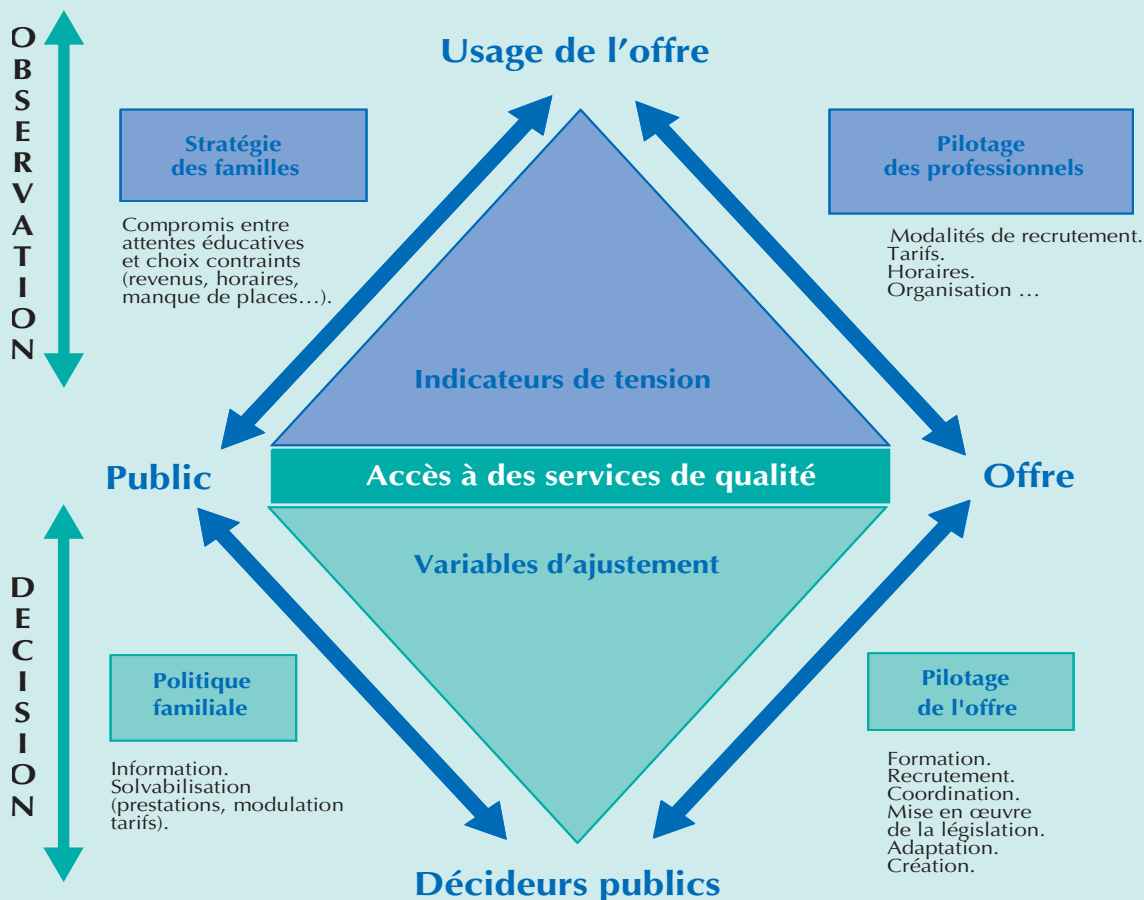 OBSERVATION
Usage de l’offre
Stratégie
des familles
Compromis entre
attentes éducatives
et choix contraints
(revenus, horaires,
manque de places…).
Pilotage
des professionnels
Modalités de recrutement.
Tarifs.
Horaires.
Organisation …
Indicateurs de tension
Public
Accès à des services de qualité
Offre
Variables d’ajustement
DECISION
Politique
familiale
Information.
Solvabilisation
(prestations, modulation
tarifs).
Pilotage
de l'offre
Formation.
Recrutement.
Coordination.
Mise en œuvre
de la législation.
Adaptation.
Création.
Décideurs publics